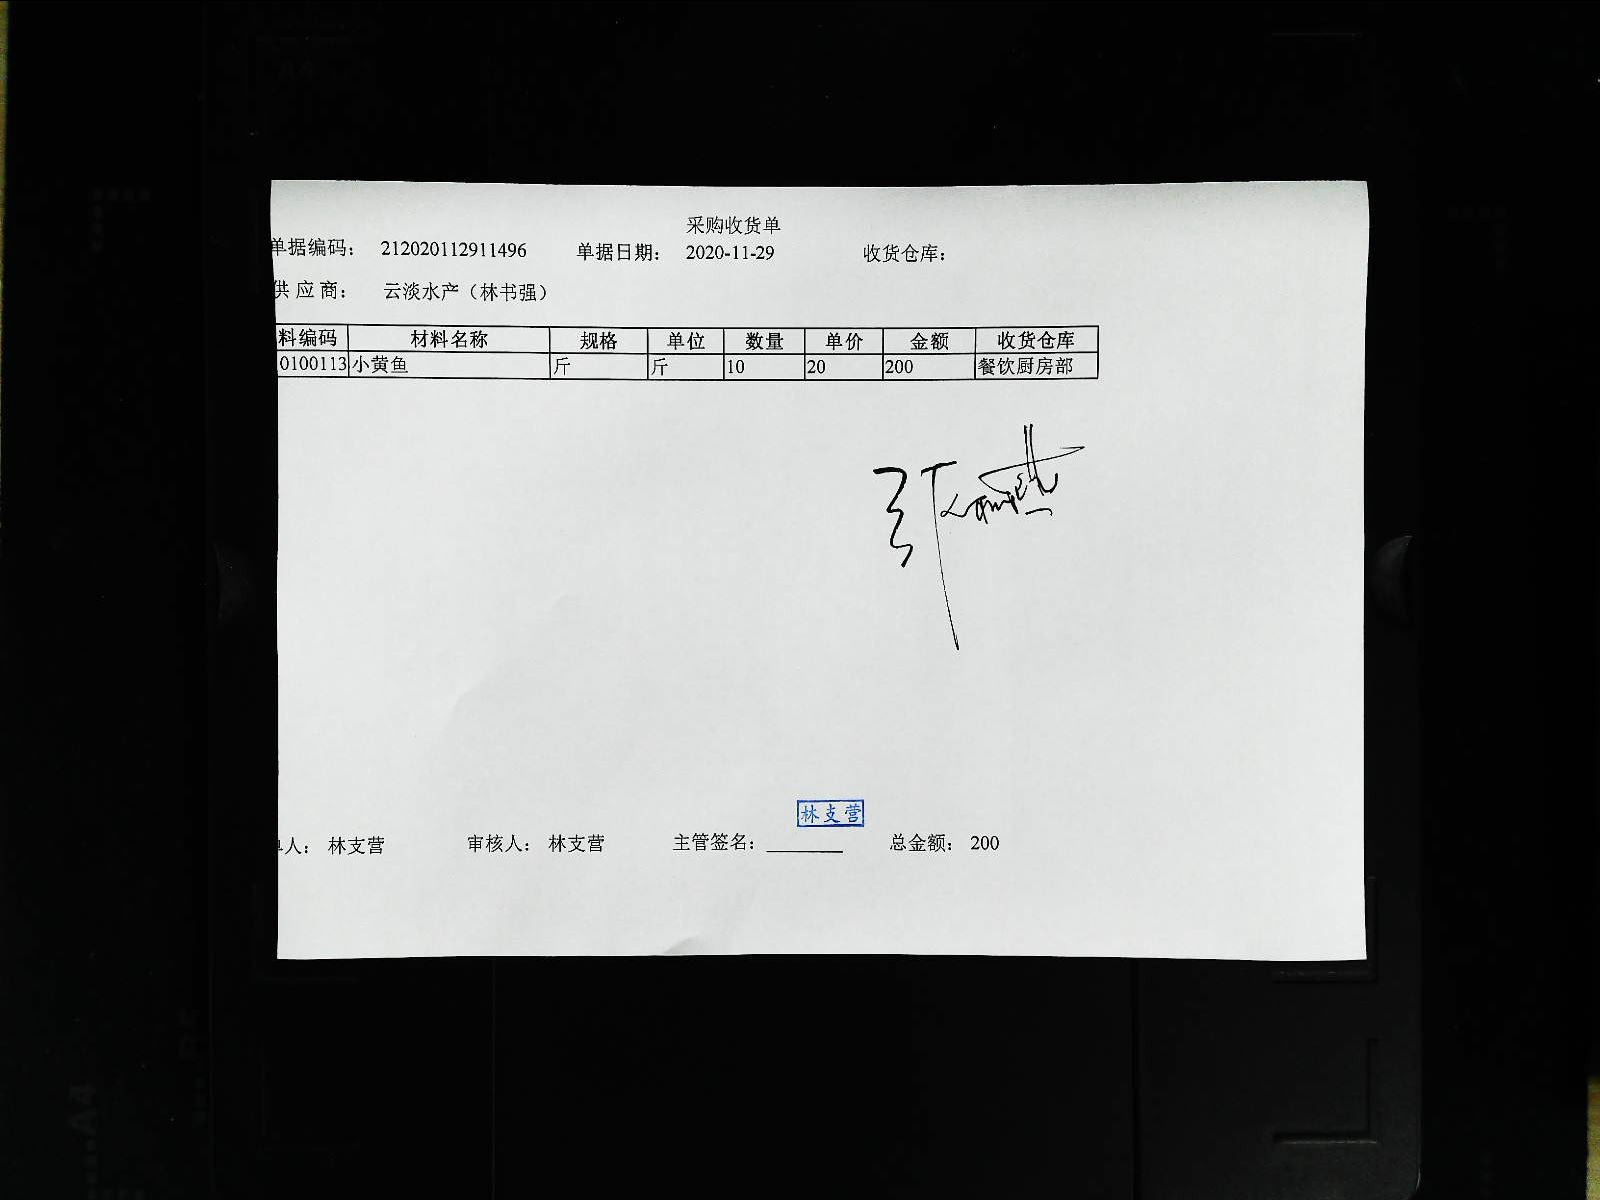 采购收货单
单据编码： 212020112911496 单据日期： 2020-11-29 收货仓库：
供应商： 云淡水产（林书强）
料编码 材料名称 规格 单位 数量 单价 金额 收货仓库
0100113 小黄鱼 斤 斤 10 20 200 餐饮厨房部
林支营
人： 林支营 审核人： 林支营 主管签名： 总金额： 200